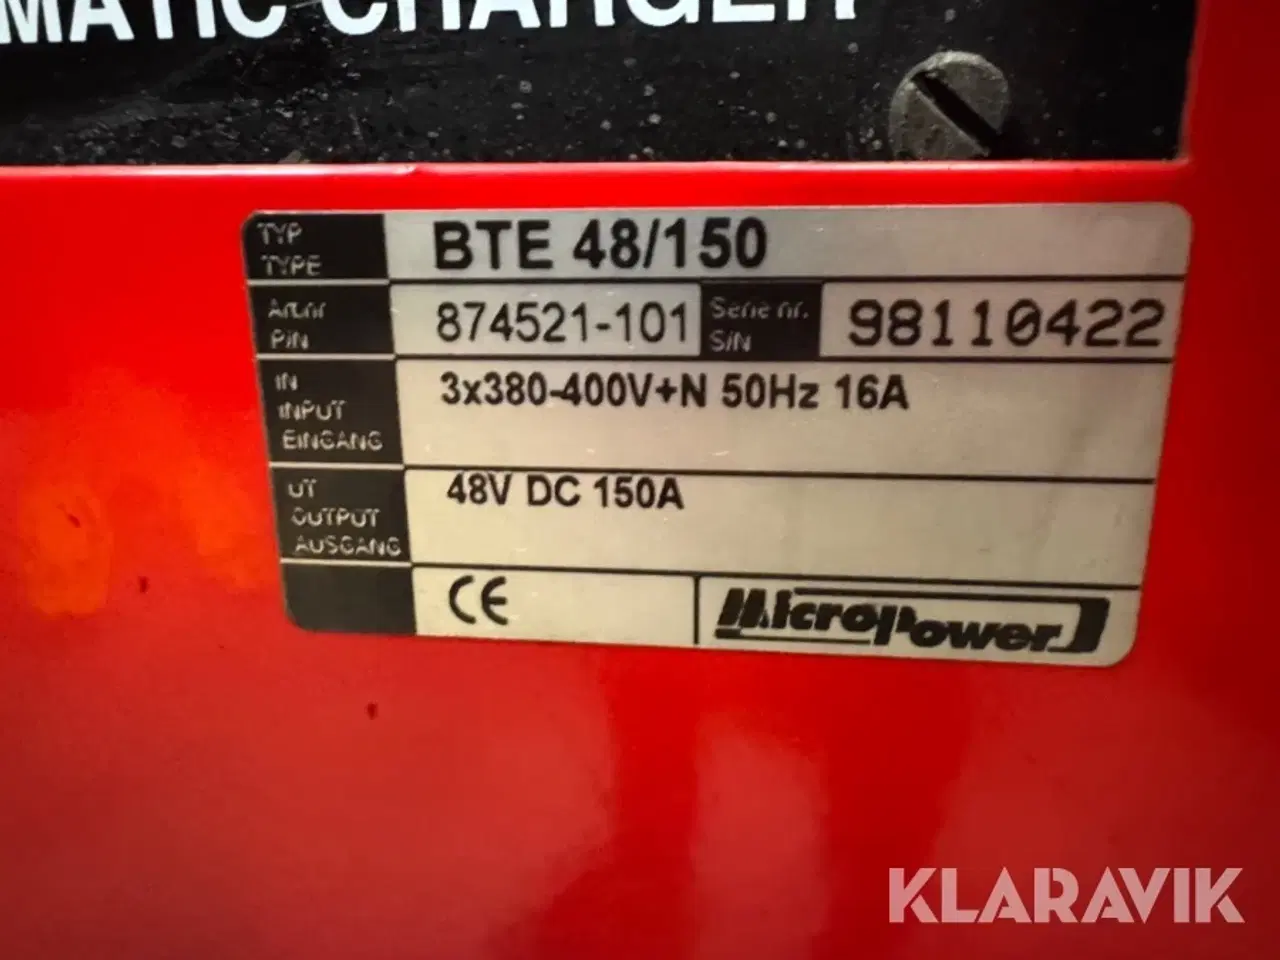 MATIC CHARGER
TYP
TYPE
BTE 48/150
Art.nr
P/N
874521-101
Serie nr.
S/N
98110422
IN
INPUT
EINGANG
3x380-400V+N 50Hz 16A
UT
OUTPUT
AUSGANG
48V DC 150A
CE
MicroPower
KLARAVIK